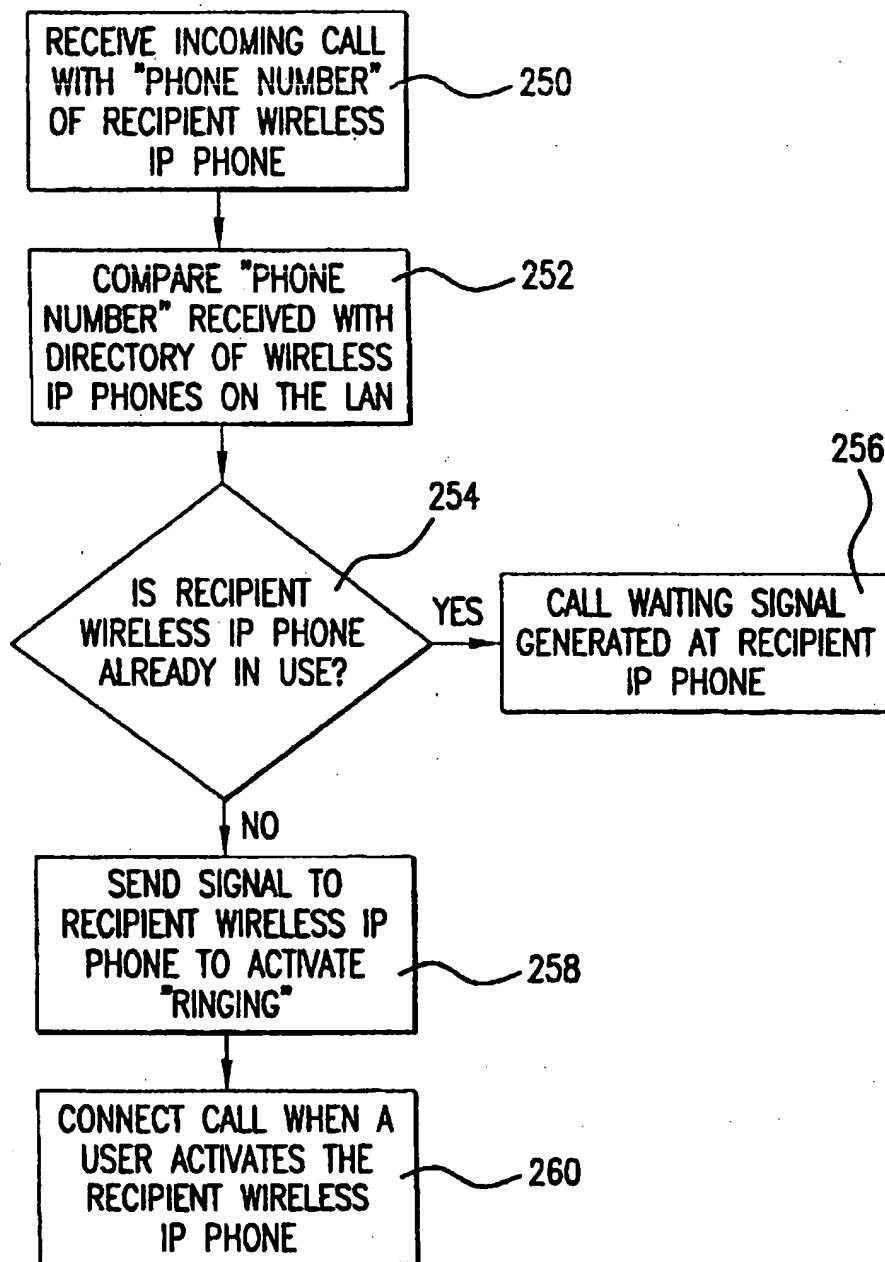 RECEIVE INCOMING CALL
WITH "PHONE NUMBER"
OF RECIPIENT WIRELESS
IP PHONE
250
COMPARE "PHONE
NUMBER" RECEIVED WITH
DIRECTORY OF WIRELESS
IP PHONES ON THE LAN
252
254
IS RECIPIENT
WIRELESS IP PHONE
ALREADY IN USE?
YES
256
CALL WAITING SIGNAL
GENERATED AT RECIPIENT
IP PHONE
NO
SEND SIGNAL TO
RECIPIENT WIRELESS IP
PHONE TO ACTIVATE
"RINGING"
258
CONNECT CALL WHEN A
USER ACTIVATES THE
RECIPIENT WIRELESS
IP PHONE
260